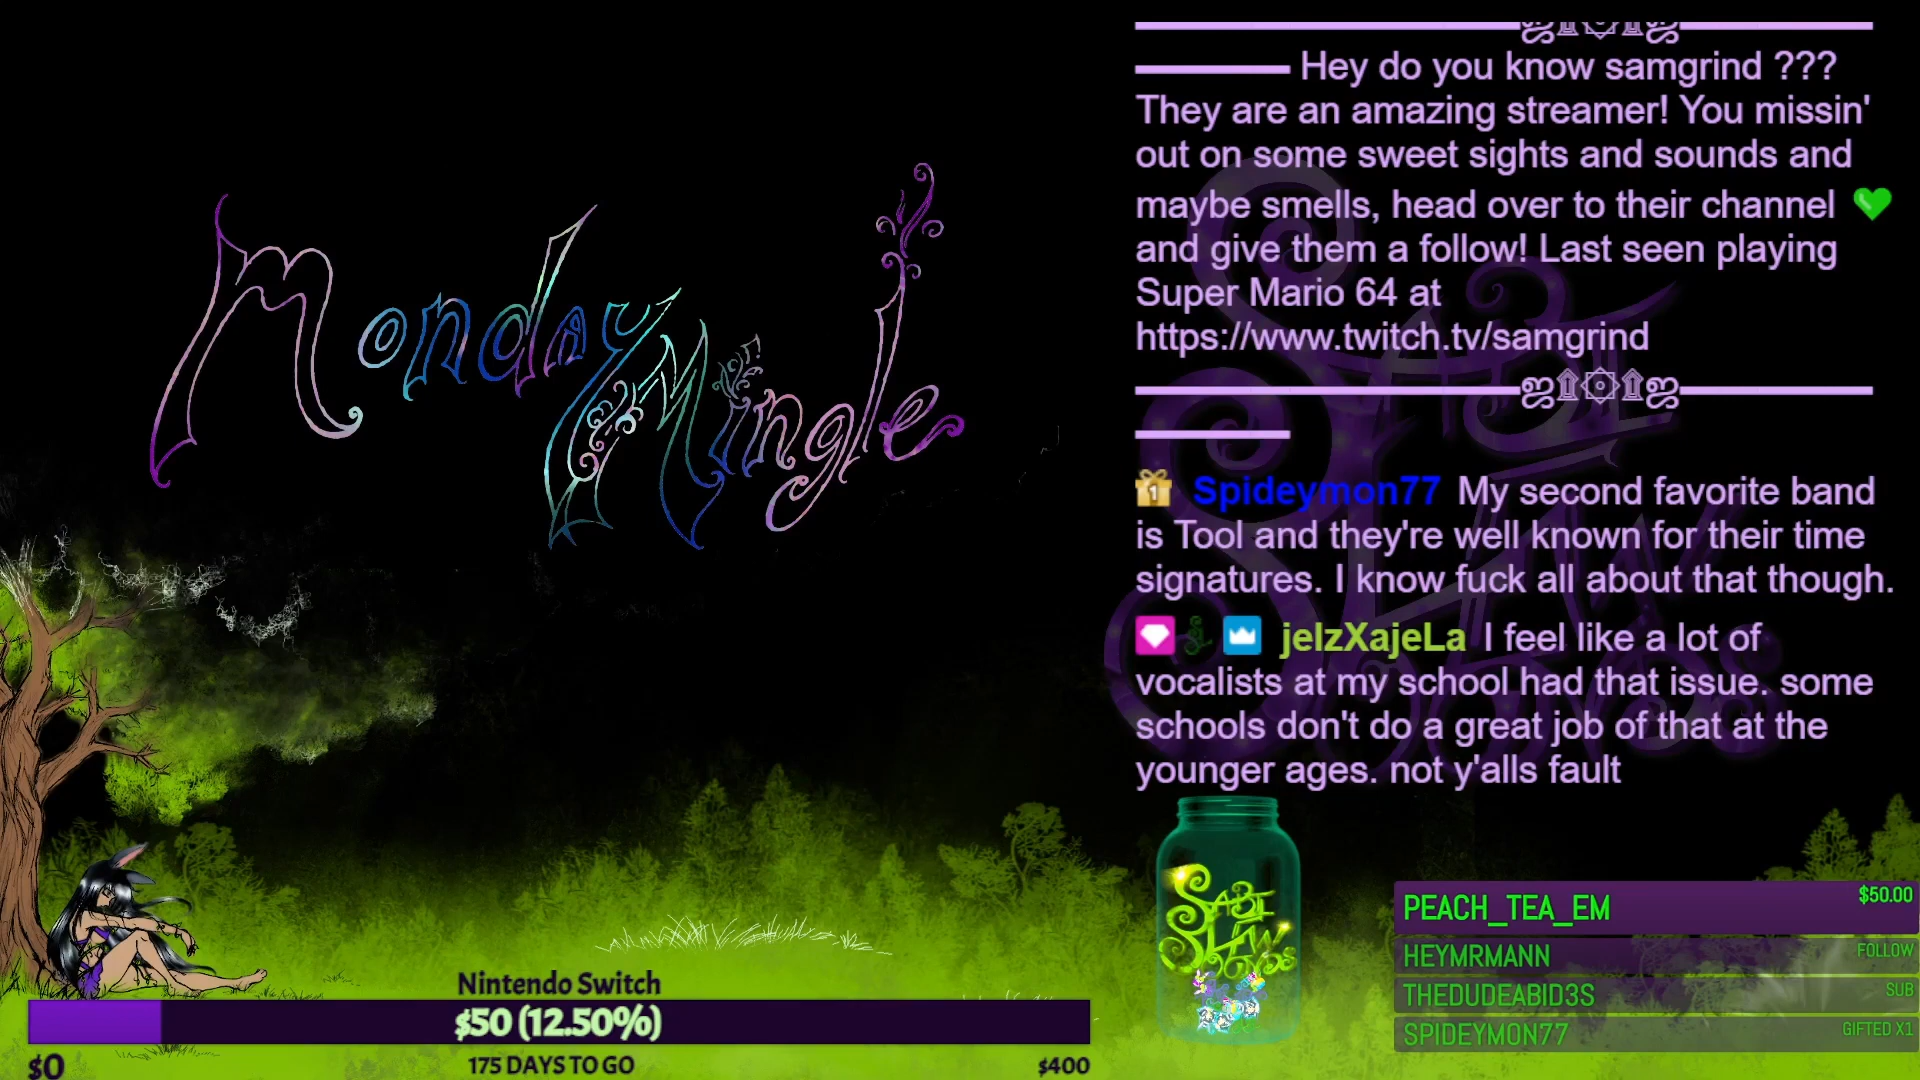 Monday Mingle
Hey do you know samgrind ???
They are an amazing streamer! You missin'
out on some sweet sights and sounds and
maybe smells, head over to their channel 💚
and give them a follow! Last seen playing
Super Mario 64 at
https://www.twitch.tv/samgrind
Spideymon77 My second favorite band
is Tool and they're well known for their time
signatures. I know fuck all about that though.
jelzXajeLa I feel like a lot of
vocalists at my school had that issue. some
schools don't do a great job of that at the
younger ages. not y'alls fault
PEACH_TEA_EM $50.00
HEYMRMANN FOLLOW
THEDUDEABID3S SUB
SPIDEYMON77 GIFTED X1
Nintendo Switch
$50 (12.50%)
$0 175 DAYS TO GO $400